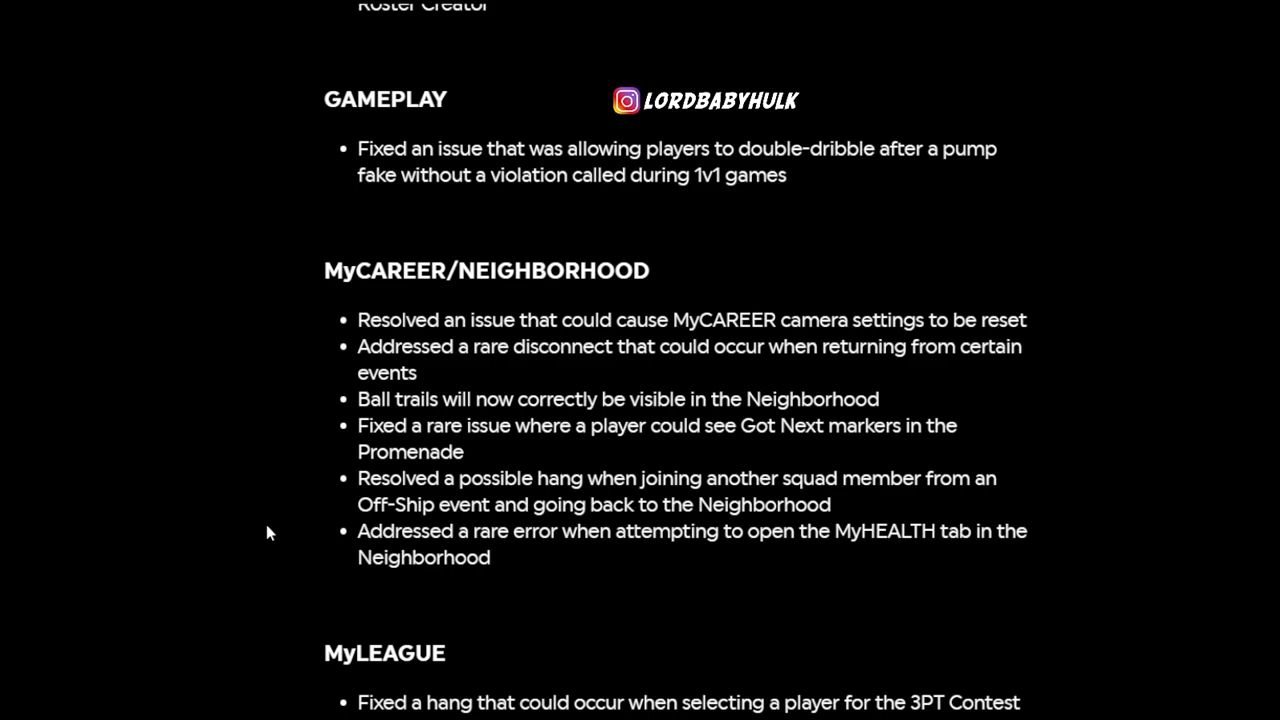 Roster Creator
GAMEPLAY
LORDBABYHULK
• Fixed an issue that was allowing players to double-dribble after a pump
fake without a violation called during 1v1 games
MyCAREER/NEIGHBORHOOD
• Resolved an issue that could cause MyCAREER camera settings to be reset
• Addressed a rare disconnect that could occur when returning from certain
events
• Ball trails will now correctly be visible in the Neighborhood
• Fixed a rare issue where a player could see Got Next markers in the
Promenade
• Resolved a possible hang when joining another squad member from an
Off-Ship event and going back to the Neighborhood
• Addressed a rare error when attempting to open the MyHEALTH tab in the
Neighborhood
MyLEAGUE
• Fixed a hang that could occur when selecting a player for the 3PT Contest